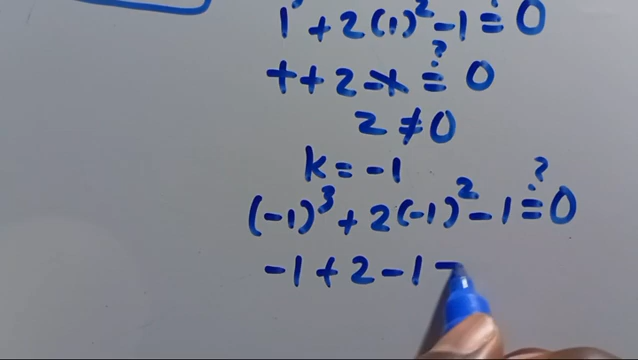 1³ + 2(1)² - 1 ≟ 0
1 + 2 - 1 ≟ 0
2 ≠ 0
k = -1
(-1)³ + 2(-1)² - 1 ≟ 0
-1 + 2 - 1 =